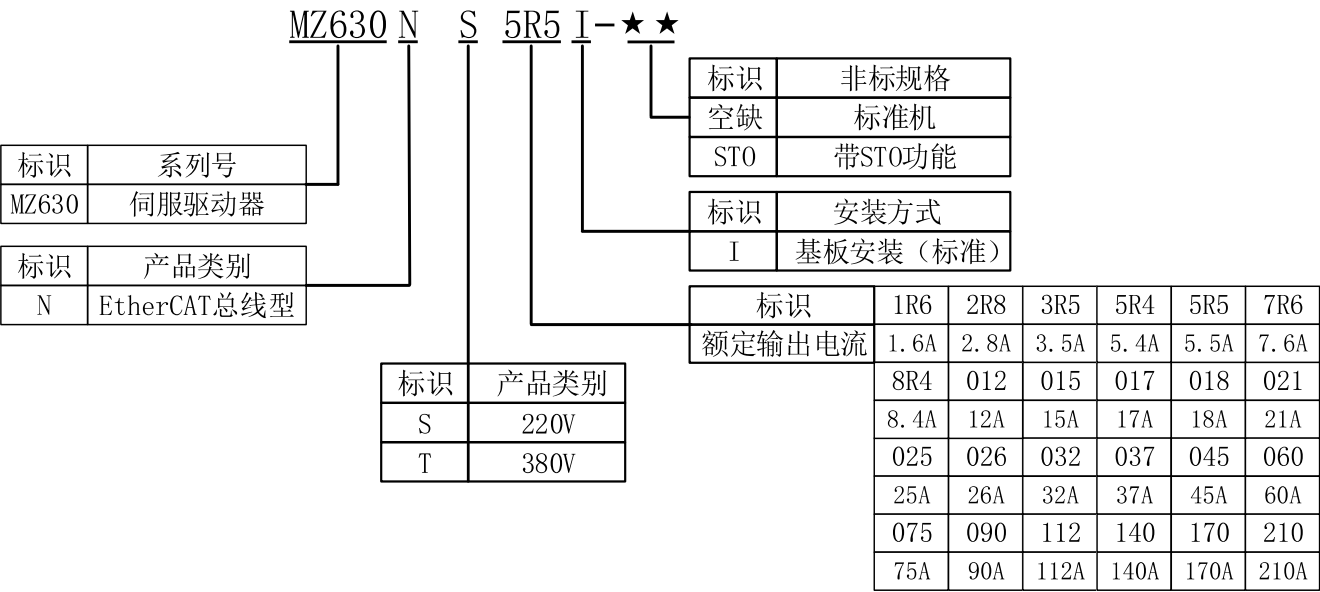 MZ630 N S 5R5 I-★★
标识 非标规格
空缺 标准机
STO 带STO功能
标识 系列号
MZ630 伺服驱动器
标识 安装方式
I 基板安装（标准）
标识 产品类别
N EtherCAT总线型
标识 1R6 2R8 3R5 5R4 5R5 7R6
额定输出电流 1.6A 2.8A 3.5A 5.4A 5.5A 7.6A
8R4 012 015 017 018 021
8.4A 12A 15A 17A 18A 21A
025 026 032 037 045 060
25A 26A 32A 37A 45A 60A
075 090 112 140 170 210
75A 90A 112A 140A 170A 210A
标识 产品类别
S 220V
T 380V